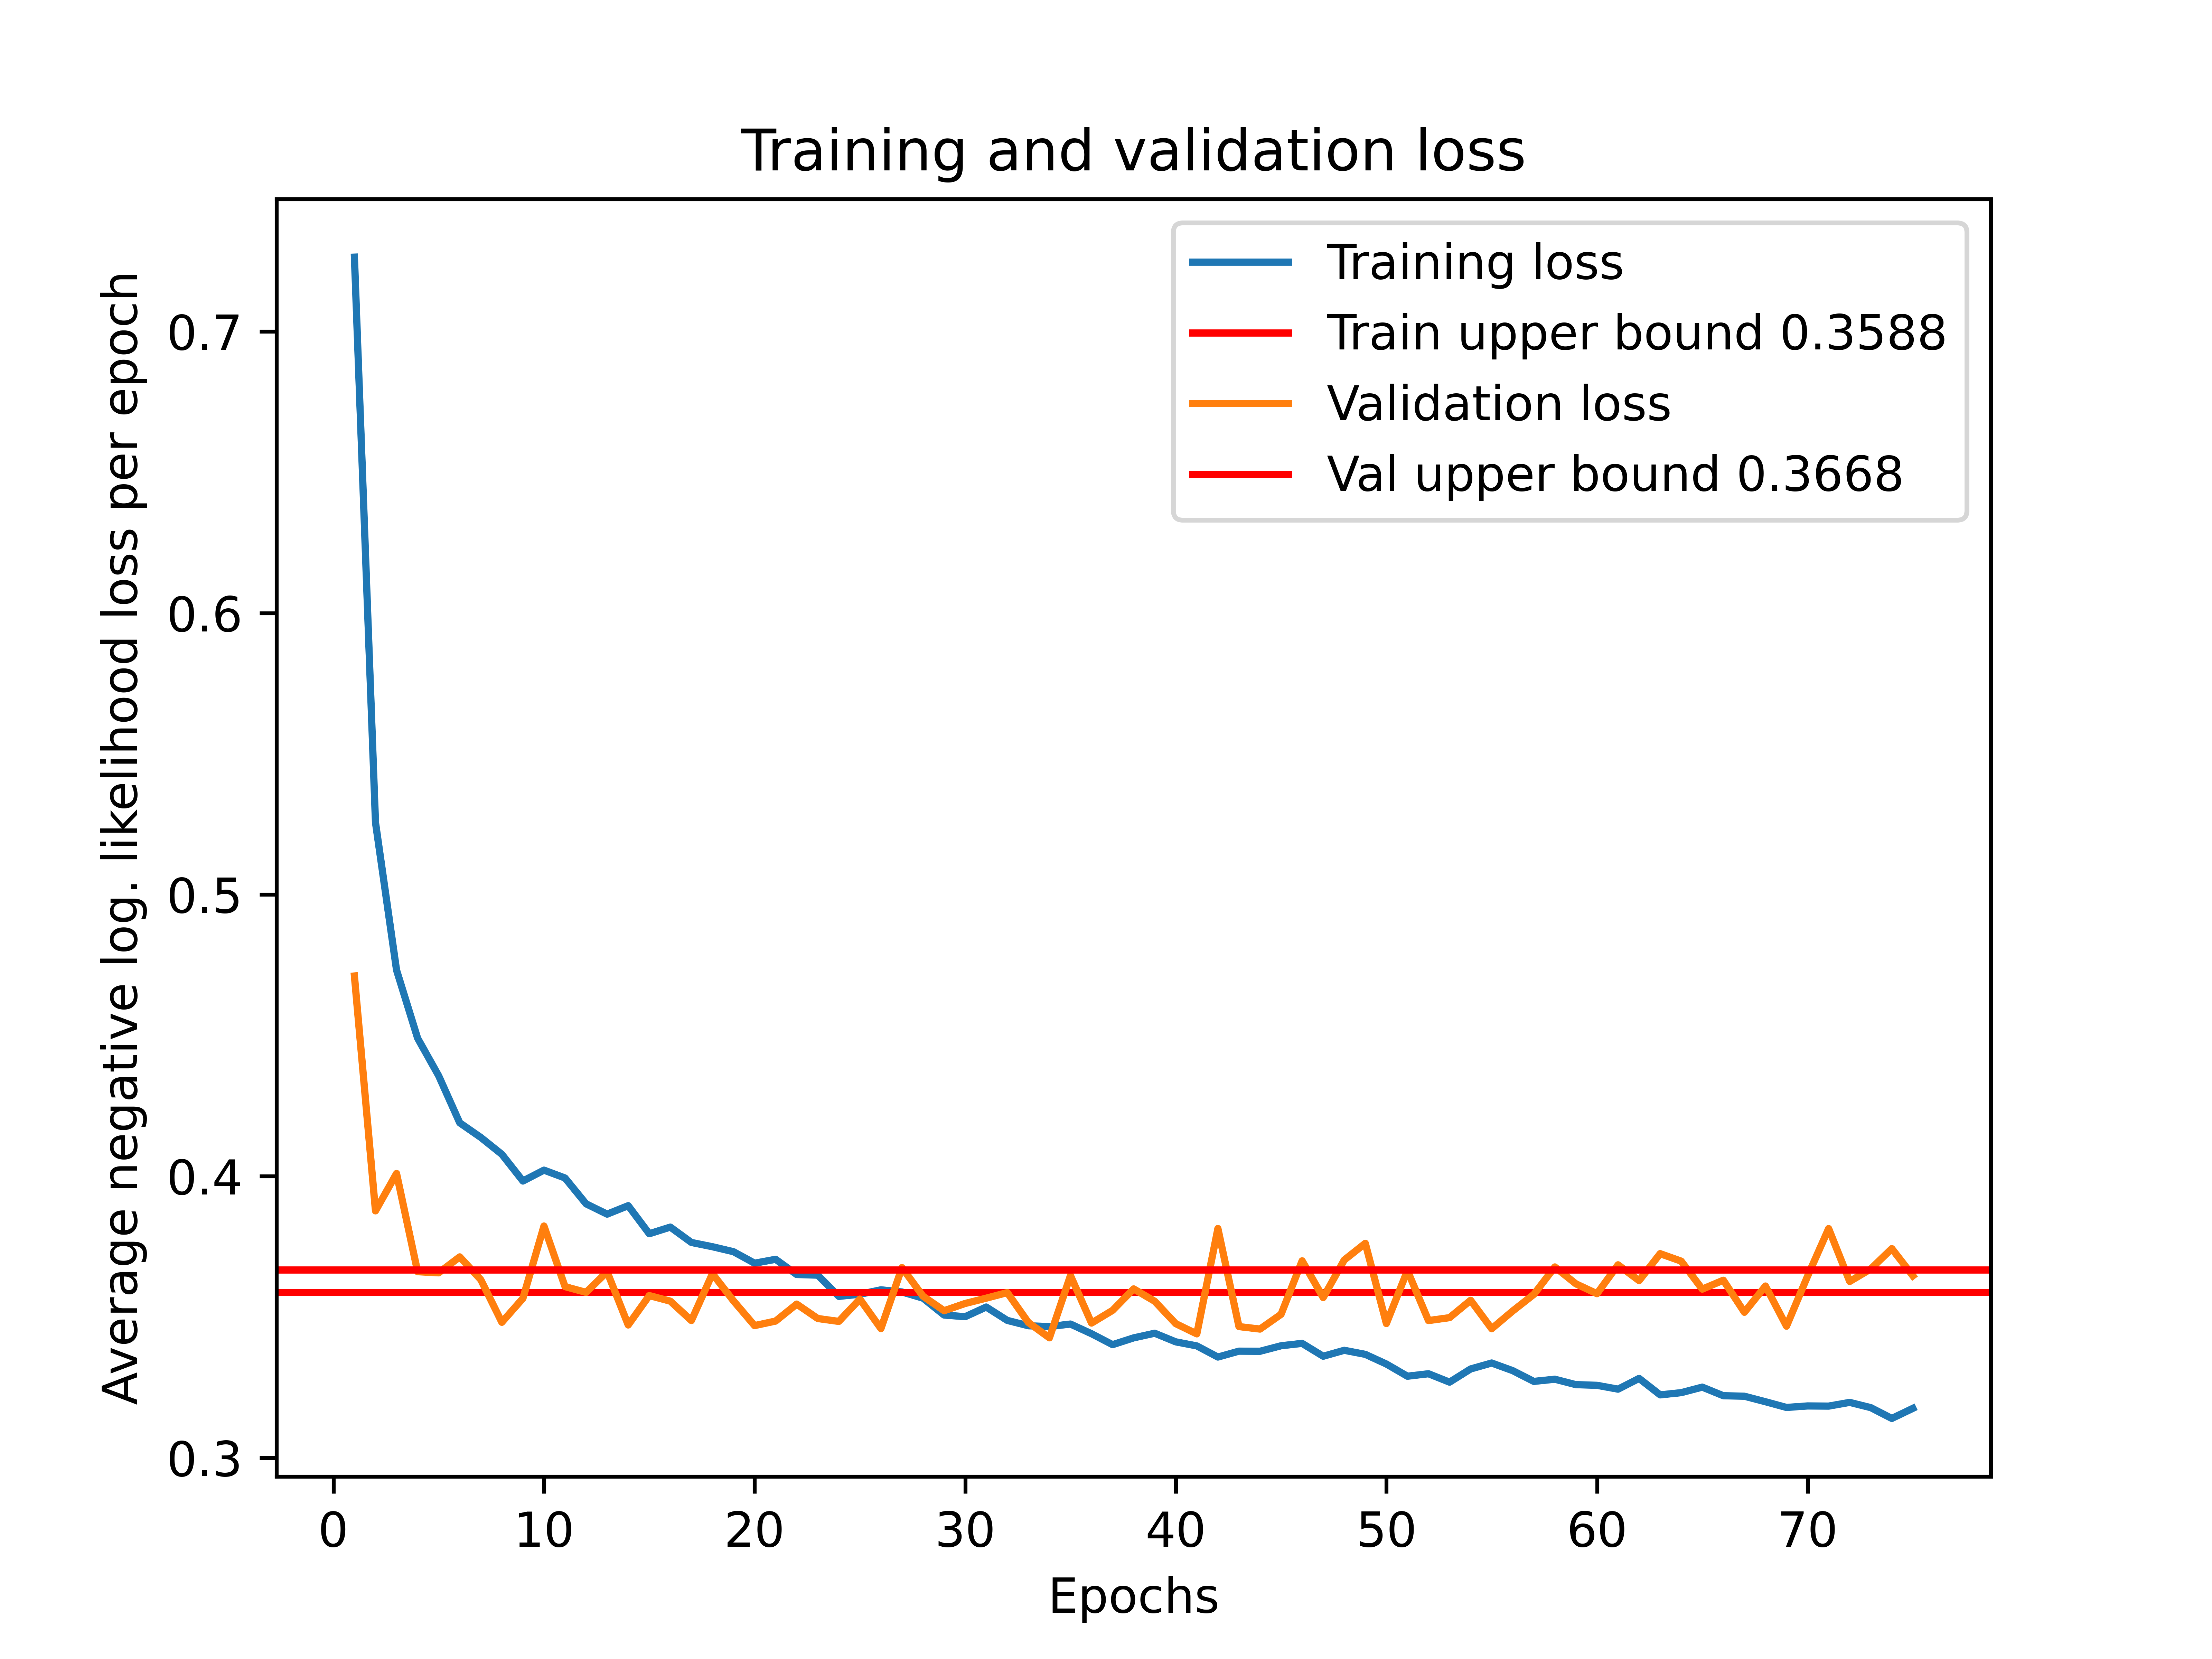 Training and validation loss
Average negative log. likelihood loss per epoch
0.7
0.6
0.5
0.4
0.3
Training loss
Train upper bound 0.3588
Validation loss
Val upper bound 0.3668
0 10 20 30 40 50 60 70
Epochs